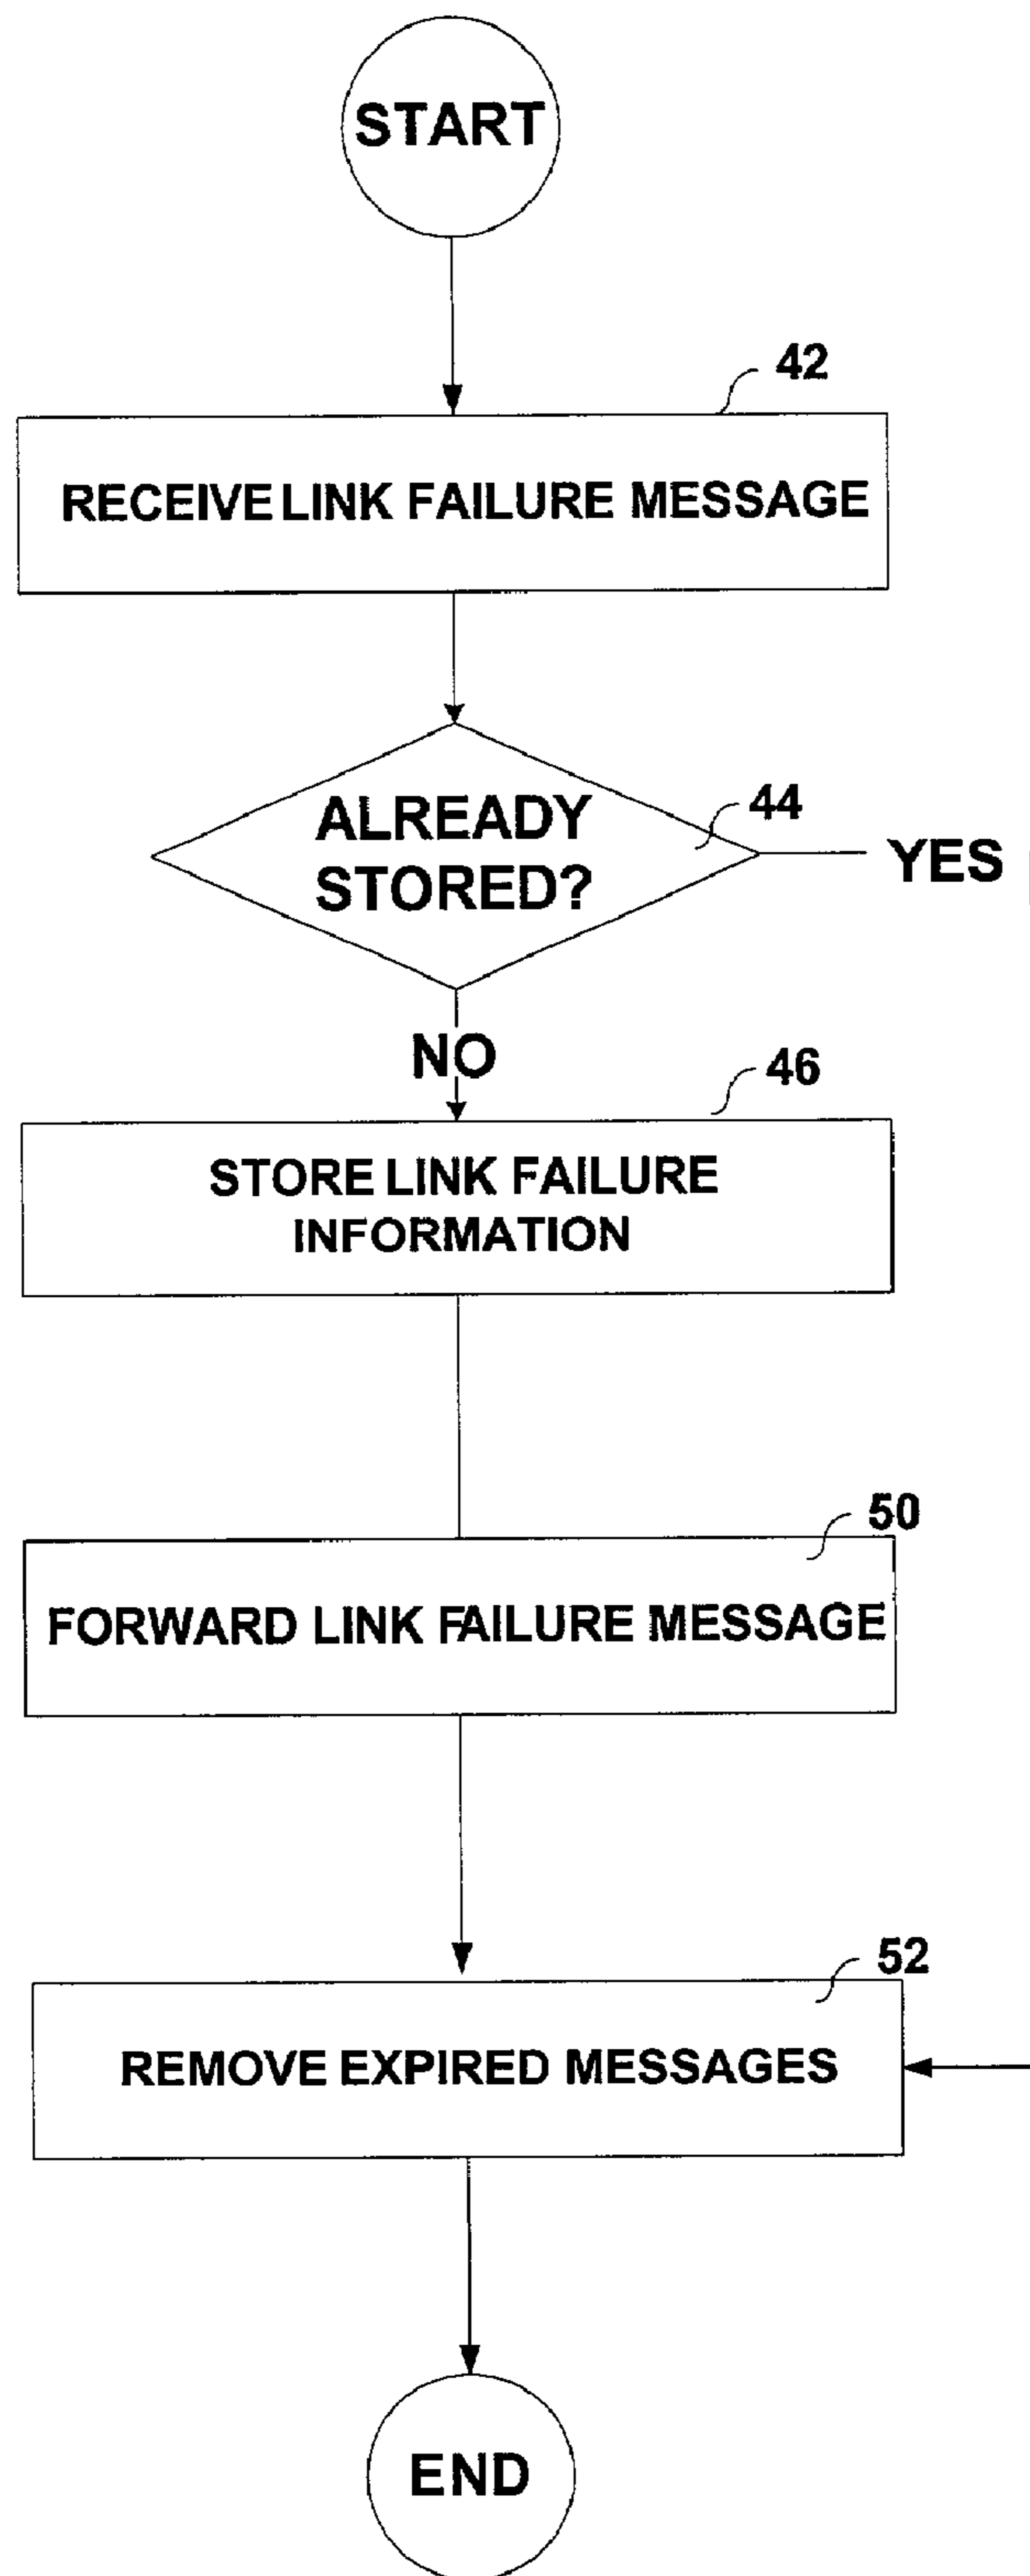 START
42
RECEIVE LINK FAILURE MESSAGE
ALREADY
STORED?
44
YES
NO
46
STORE LINK FAILURE
INFORMATION
50
FORWARD LINK FAILURE MESSAGE
52
REMOVE EXPIRED MESSAGES
END